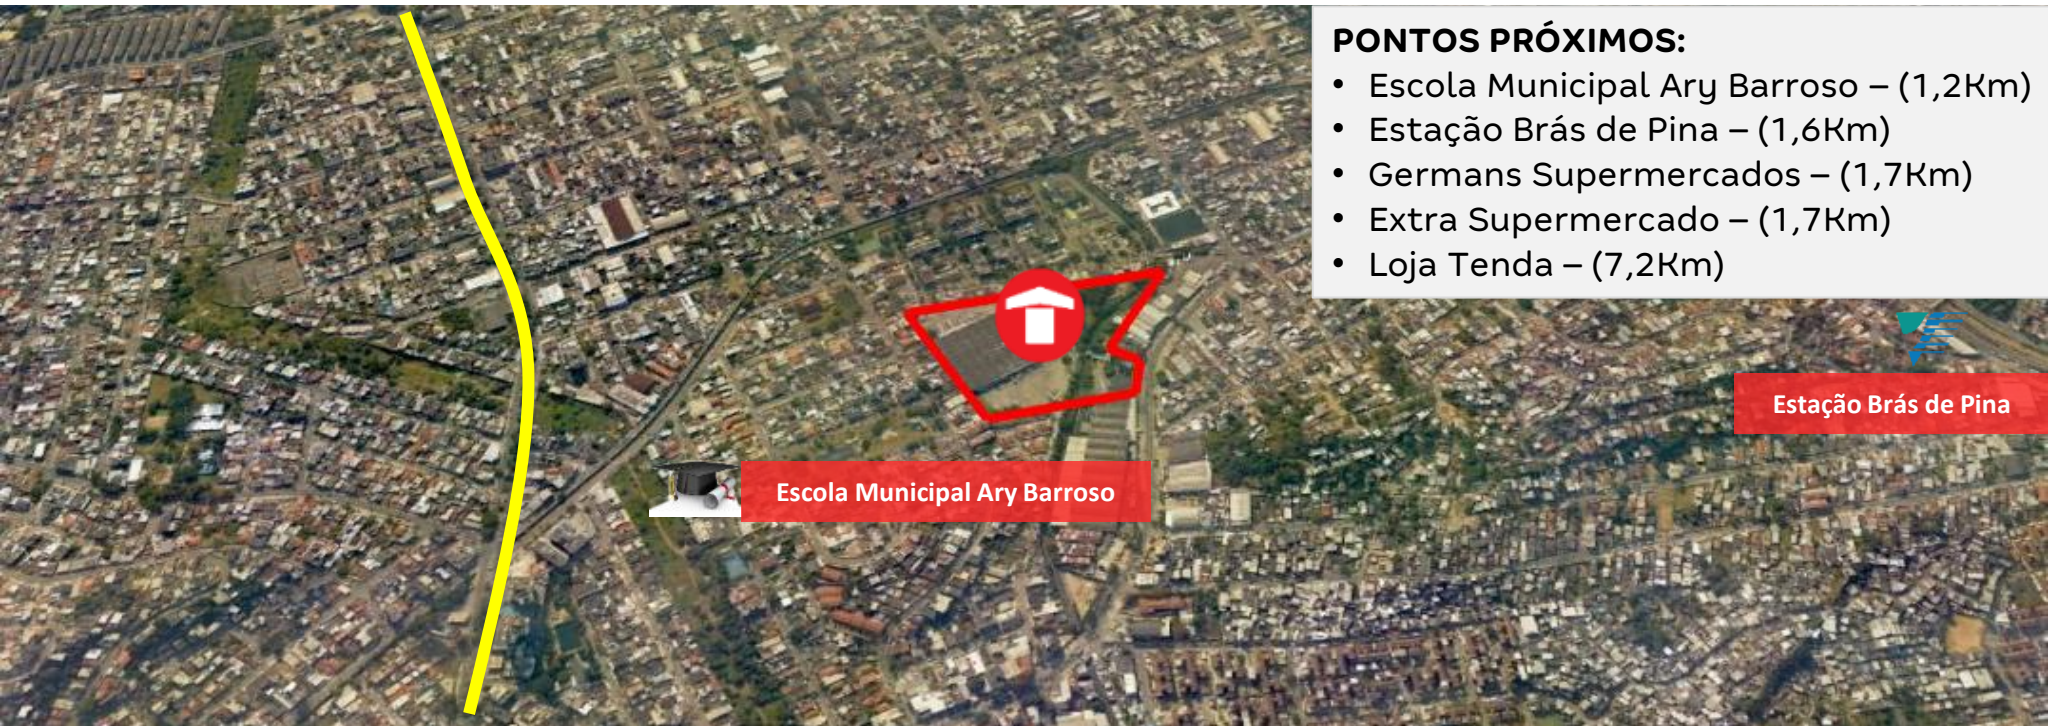 PONTOS PRÓXIMOS:
• Escola Municipal Ary Barroso – (1,2Km)
• Estação Brás de Pina – (1,6Km)
• Germans Supermercados – (1,7Km)
• Extra Supermercado – (1,7Km)
• Loja Tenda – (7,2Km)
Estação Brás de Pina
Escola Municipal Ary Barroso